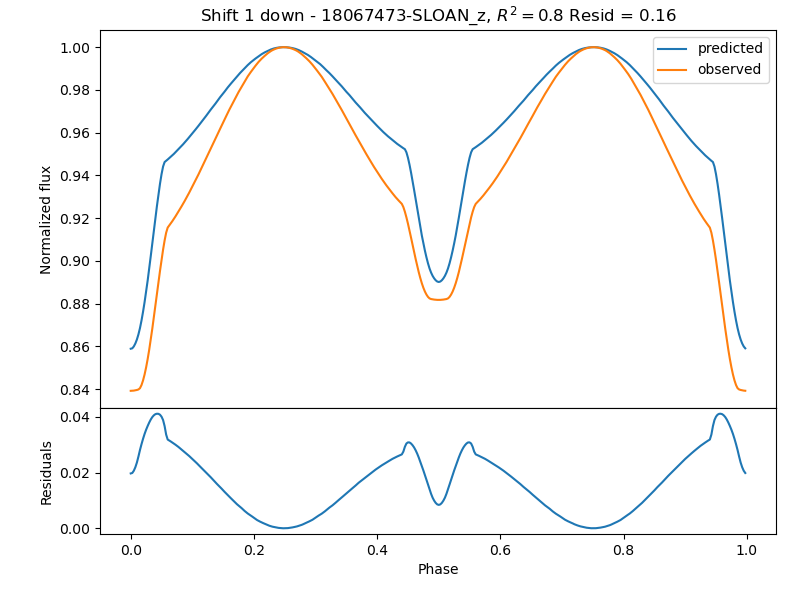 Shift 1 down - 18067473-SLOAN_z, R² = 0.8 Resid = 0.16
predicted
observed
Normalized flux
1.00
0.98
0.96
0.94
0.92
0.90
0.88
0.86
0.84
Residuals
0.04
0.02
0.00
0.0 0.2 0.4 0.6 0.8 1.0
Phase